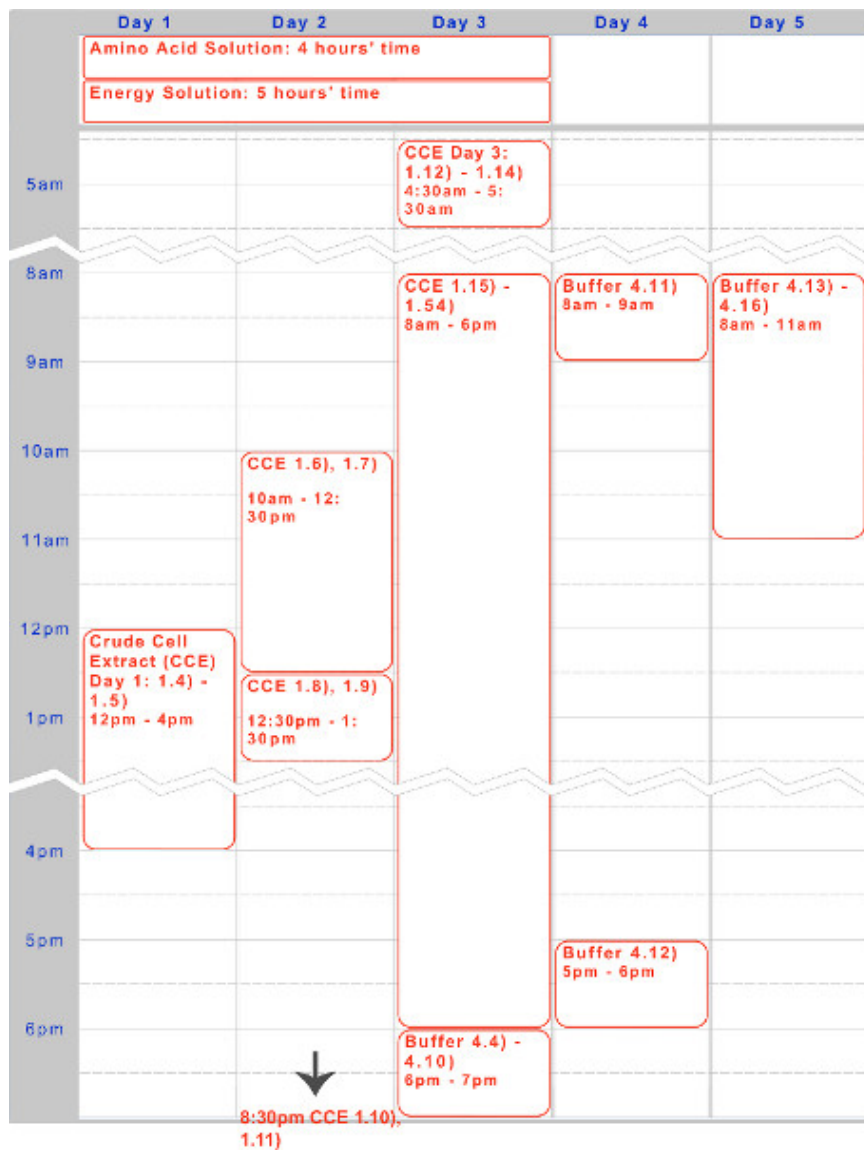 Day 1 Day 2 Day 3 Day 4 Day 5
Amino Acid Solution: 4 hours' time
Energy Solution: 5 hours' time
CCE Day 3:
1.12) - 1.14)
4:30am - 5:
30am
5am
8am
CCE 1.15) -
1.54)
8am - 6pm
Buffer 4.11)
8am - 9am
Buffer 4.13) -
4.16)
8am - 11am
9am
10am
CCE 1.6), 1.7)
10am - 12:
30pm
11am
12pm
Crude Cell
Extract (CCE)
Day 1: 1.4) -
1.5)
12pm - 4pm
CCE 1.8), 1.9)
12:30pm - 1:
30pm
1pm
4pm
5pm
Buffer 4.12)
5pm - 6pm
6pm
Buffer 4.4) -
4.10)
6pm - 7pm
8:30pm CCE 1.10),
1.11)